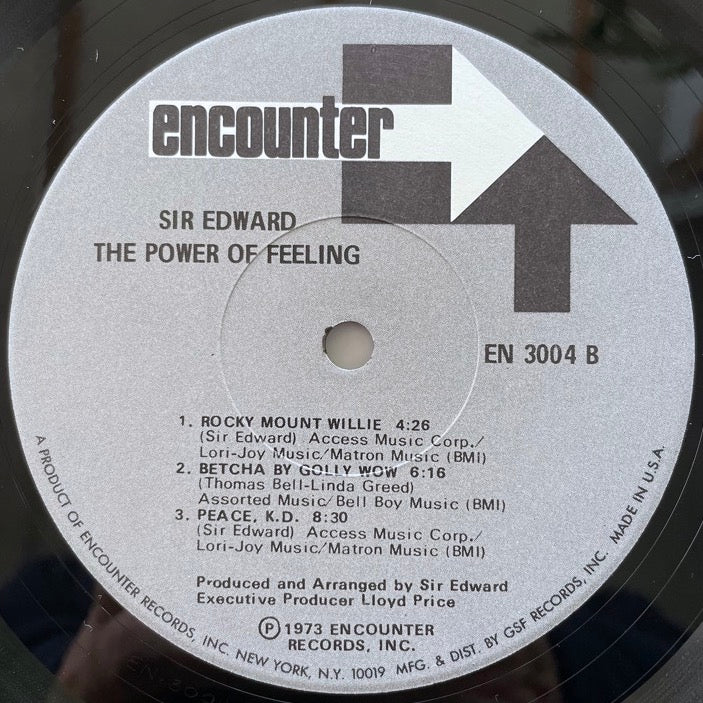 encounter
SIR EDWARD
THE POWER OF FEELING
EN 3004 B
1. ROCKY MOUNT WILLIE 4:26
(Sir Edward) Access Music Corp./
Lori-Joy Music/Matron Music (BMI)
2. BETCHA BY GOLLY WOW 6:16
(Thomas Bell-Linda Greed)
Assorted Music/Bell Boy Music (BMI)
3. PEACE, K.D. 8:30
(Sir Edward) Access Music Corp./
Lori-Joy Music/Matron Music (BMI)
Produced and Arranged by Sir Edward
Executive Producer Lloyd Price
Ⓟ 1973 ENCOUNTER
RECORDS, INC.
A PRODUCT OF ENCOUNTER RECORDS, INC. NEW YORK, N.Y. 10019 MFG. & DIST. BY GSF RECORDS, INC. MADE IN U.S.A.